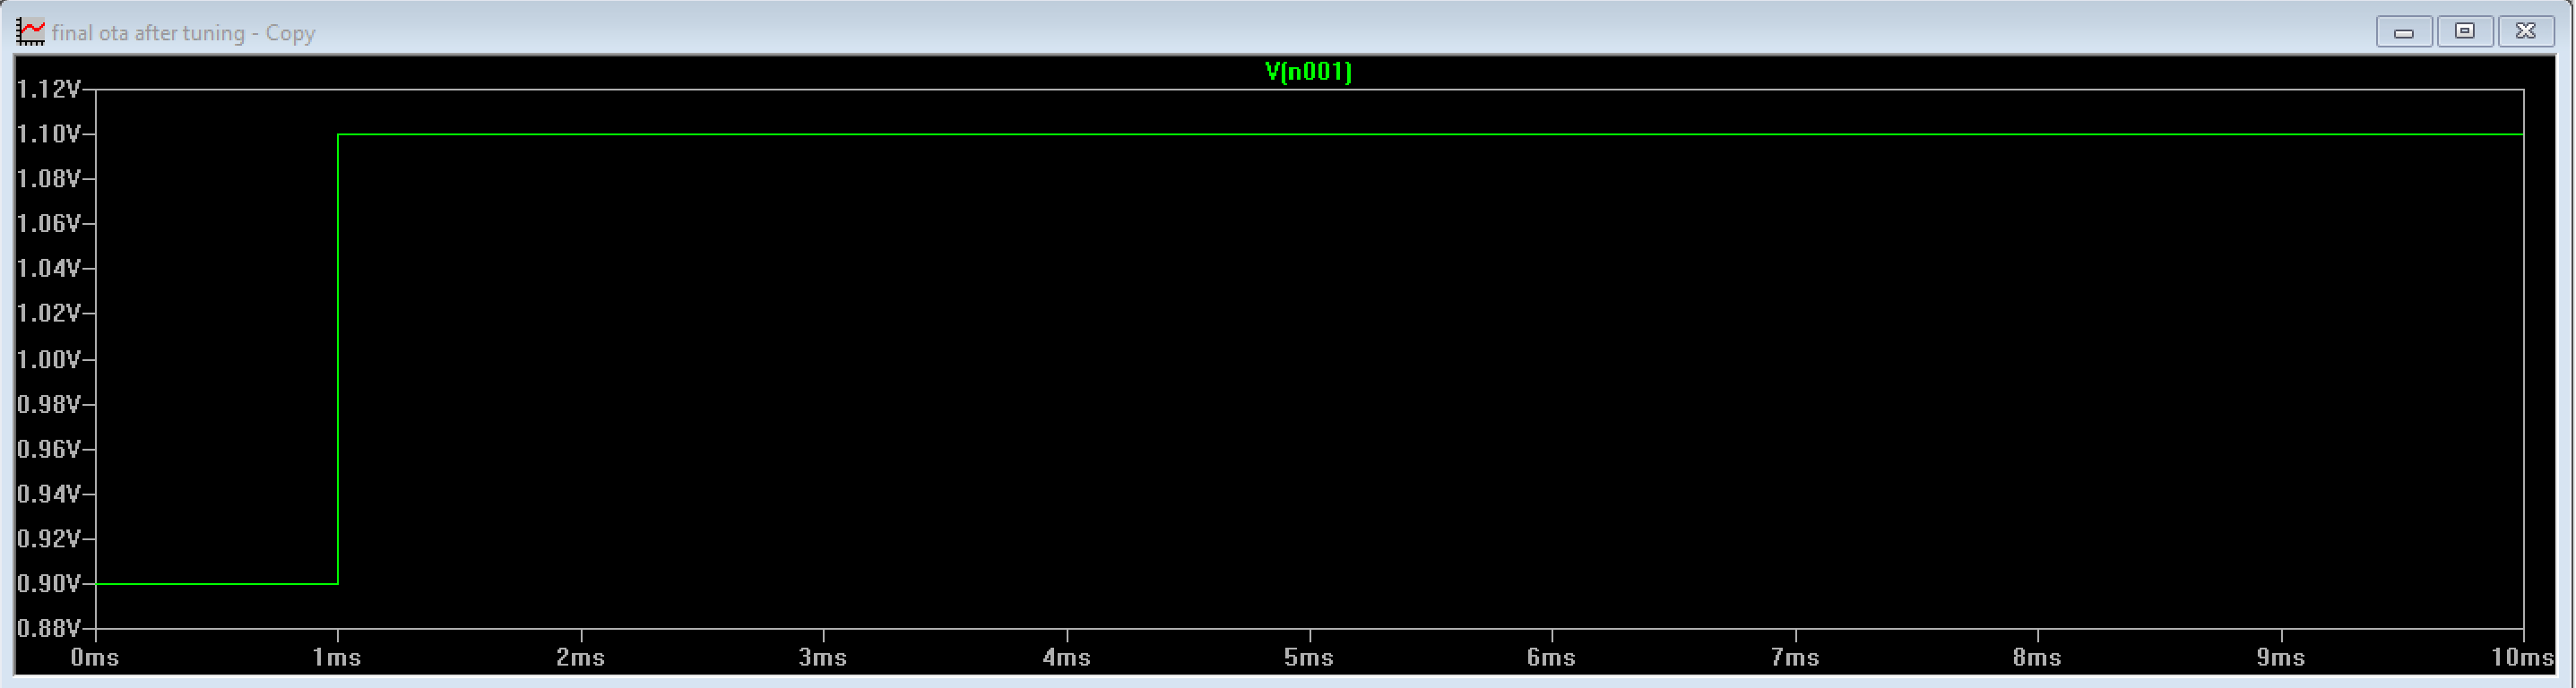 final ota after tuning - Copy
V(n001)
1.12V
1.10V
1.08V
1.06V
1.04V
1.02V
1.00V
0.98V
0.96V
0.94V
0.92V
0.90V
0.88V
0ms 1ms 2ms 3ms 4ms 5ms 6ms 7ms 8ms 9ms 10ms